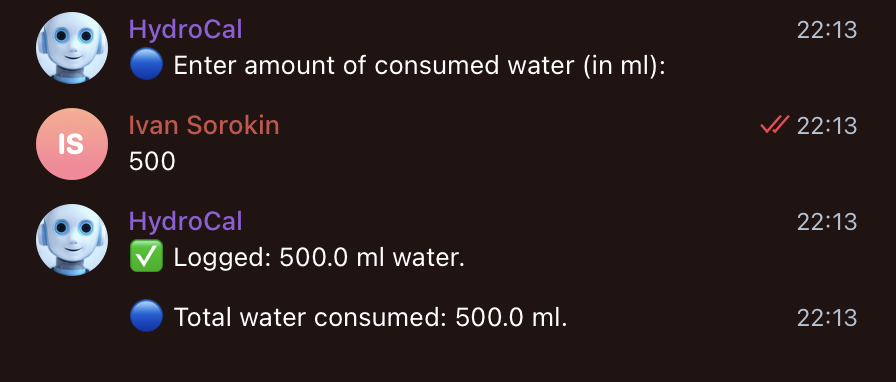 HydroCal 22:13
🔵 Enter amount of consumed water (in ml):
IS
Ivan Sorokin 22:13
500
HydroCal 22:13
✅ Logged: 500.0 ml water.
🔵 Total water consumed: 500.0 ml. 22:13